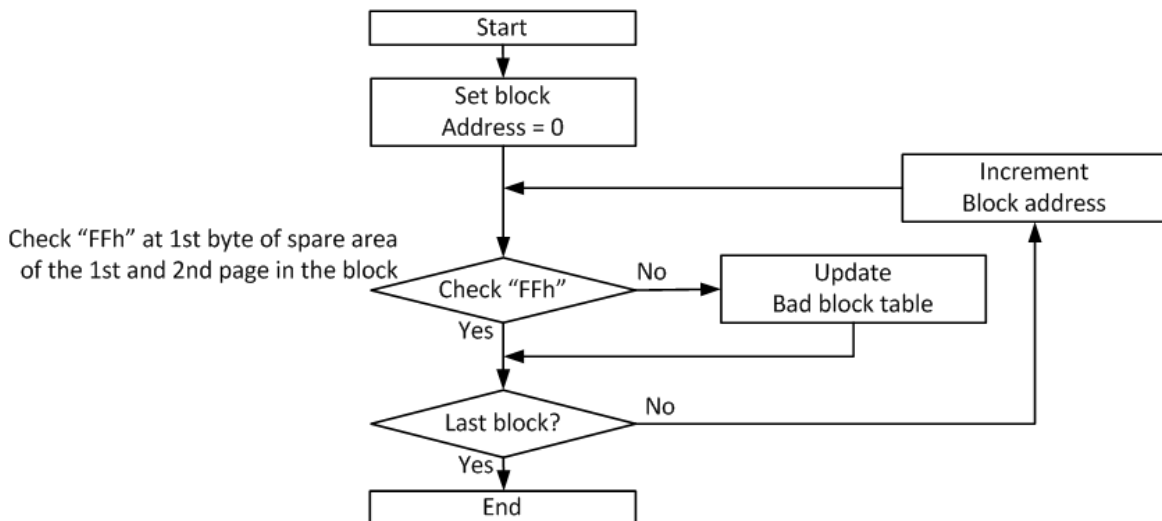 Start
Set block
Address = 0
Increment
Block address
Check “FFh” at 1st byte of spare area
of the 1st and 2nd page in the block
Check “FFh”
No
Update
Bad block table
Yes
Last block?
No
Yes
End